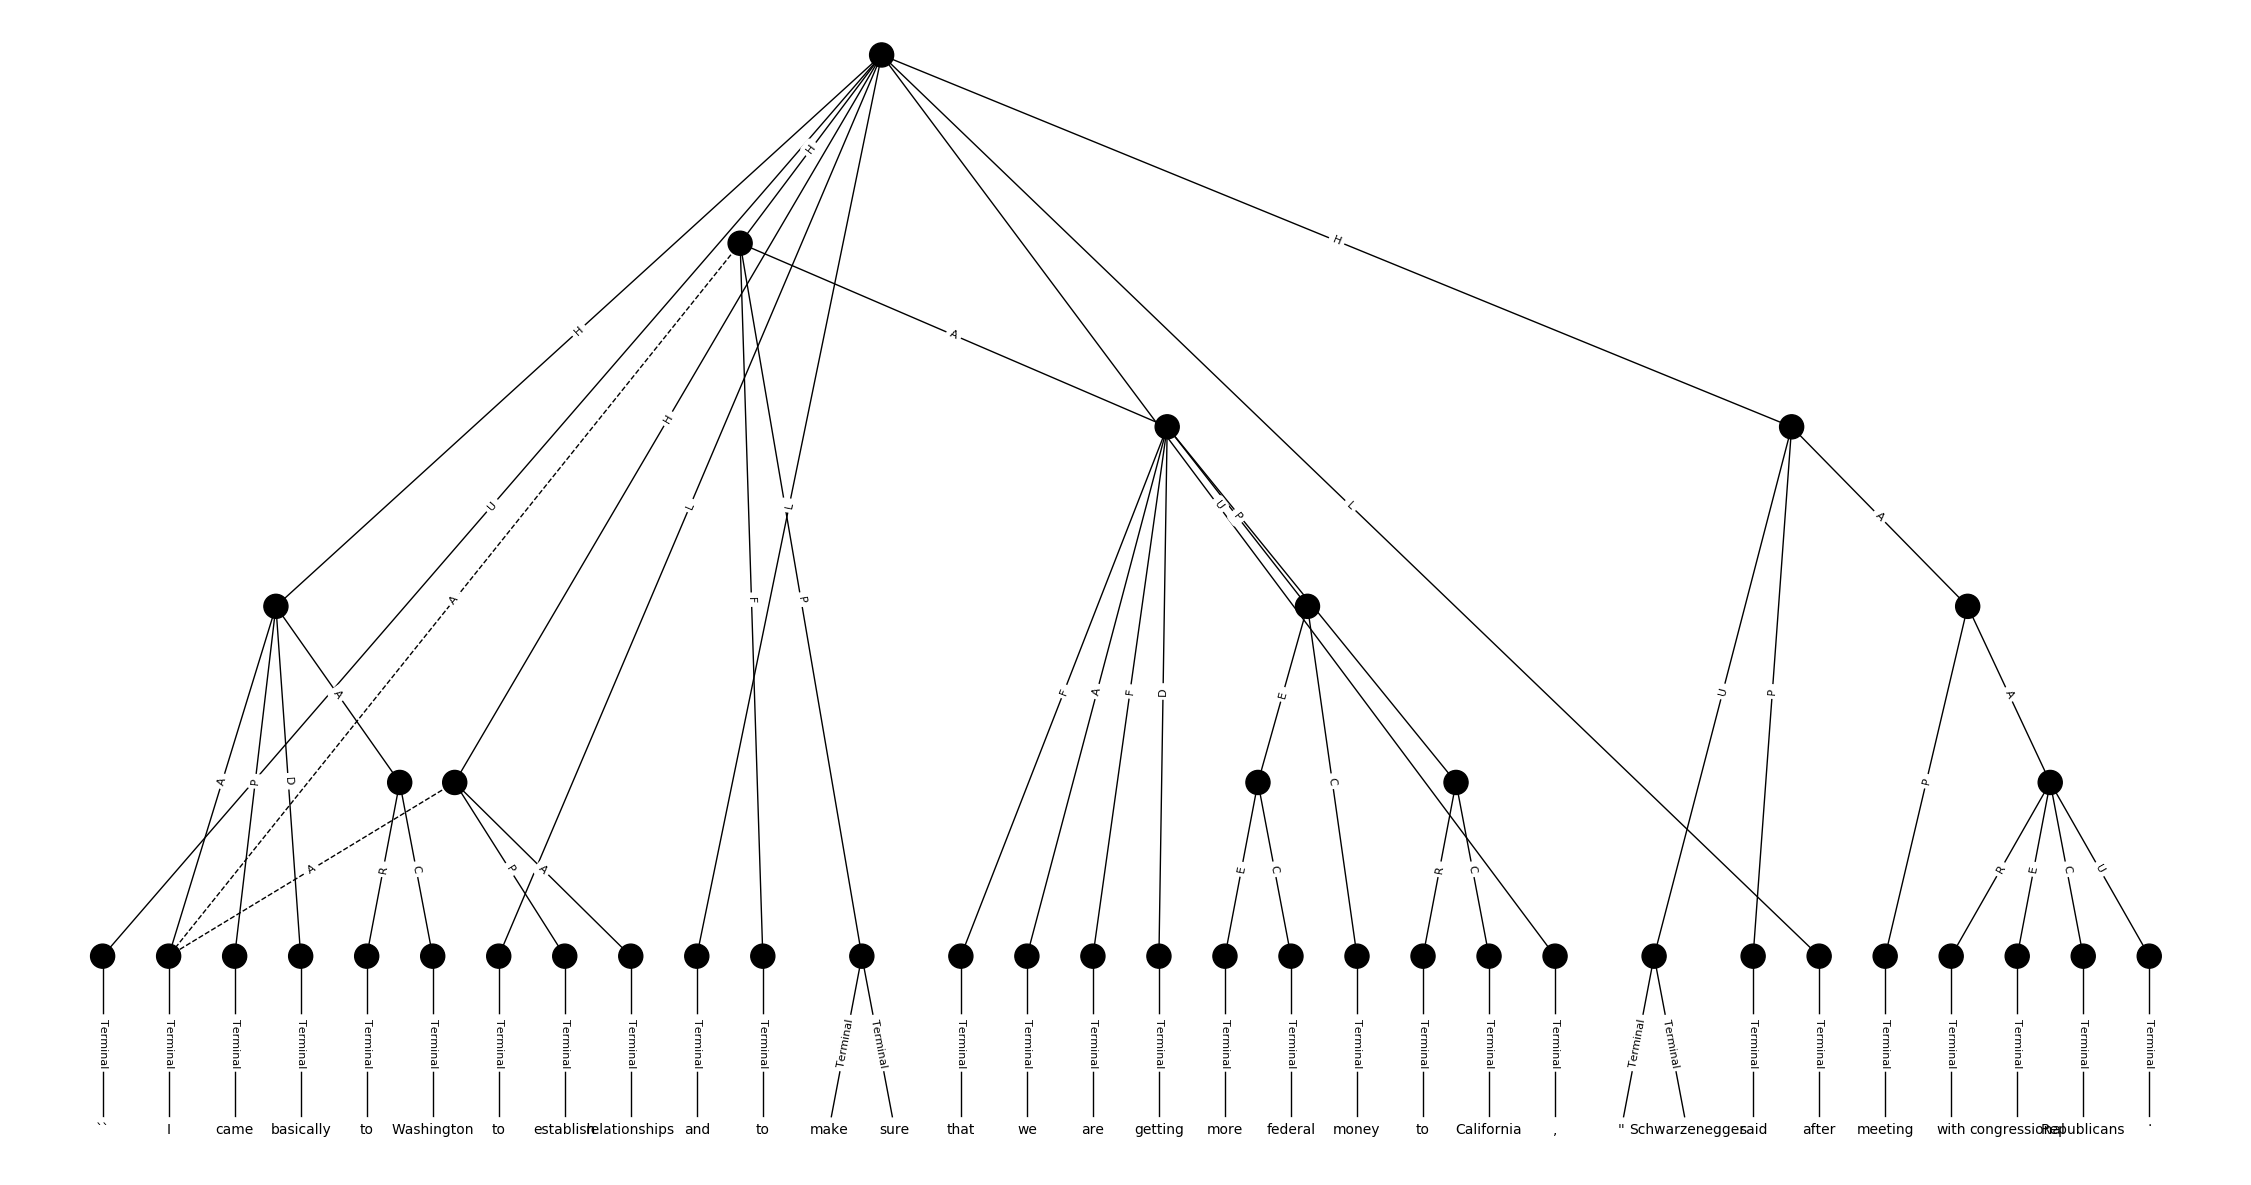 H
H
A
H
H
U
L
L
U
P
L
A
A
F
P
A
F
A
F
D
E
U
P
A
A
P
D
C
P
A
R
C
P
A
E
C
R
C
R
E
C
U
Terminal Terminal Terminal Terminal Terminal Terminal Terminal Terminal Terminal Terminal Terminal Terminal Terminal Terminal Terminal Terminal Terminal Terminal Terminal Terminal Terminal Terminal Terminal Terminal Terminal Terminal Terminal Terminal Terminal Terminal Terminal Terminal
`` I came basically to Washington to establish relationships and to make sure that we are getting more federal money to California , " Schwarzenegger said after meeting with congressional Republicans .